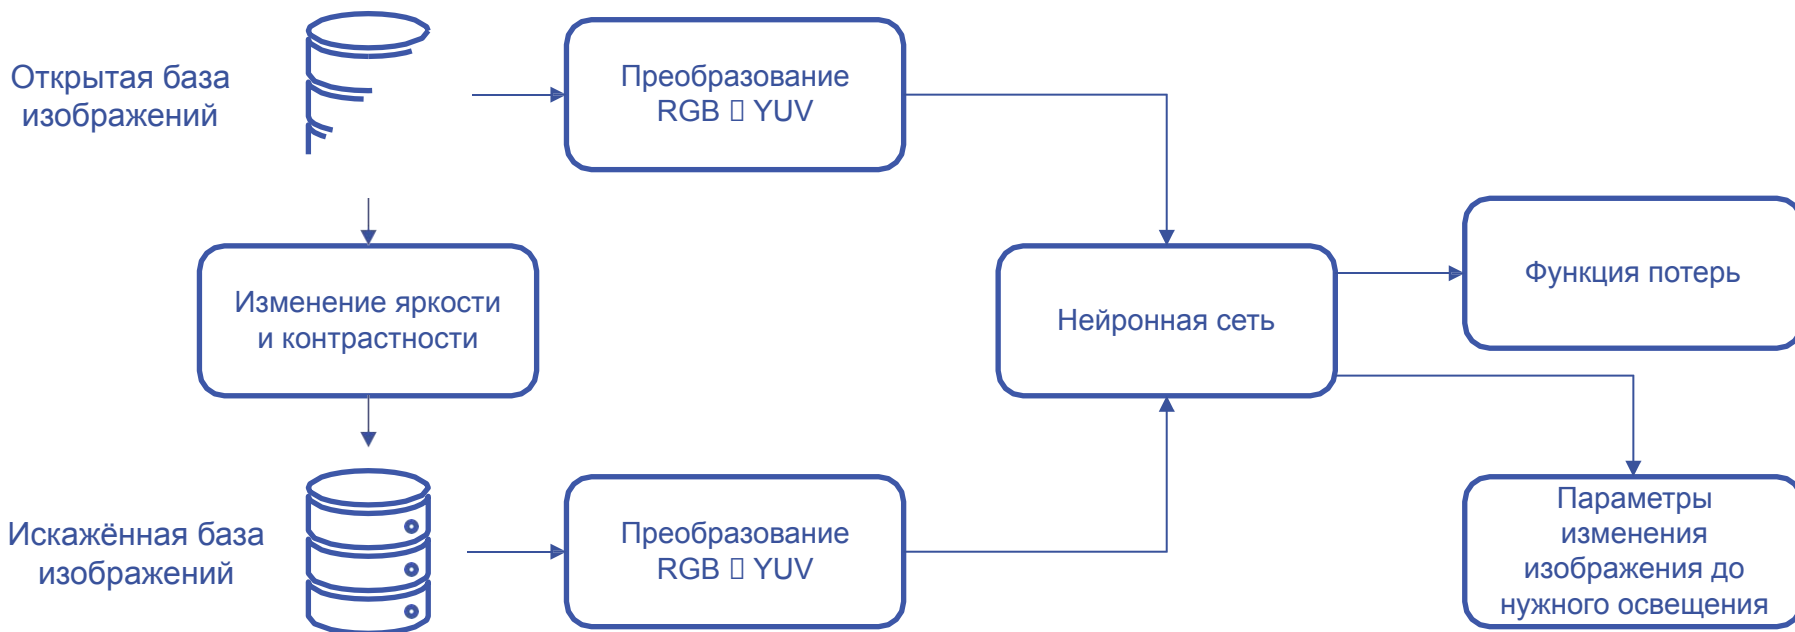 Открытая база
изображений
Преобразование
RGB ▯ YUV
Изменение яркости
и контрастности
Нейронная сеть
Функция потерь
Искажённая база
изображений
Преобразование
RGB ▯ YUV
Параметры
изменения
изображения до
нужного освещения